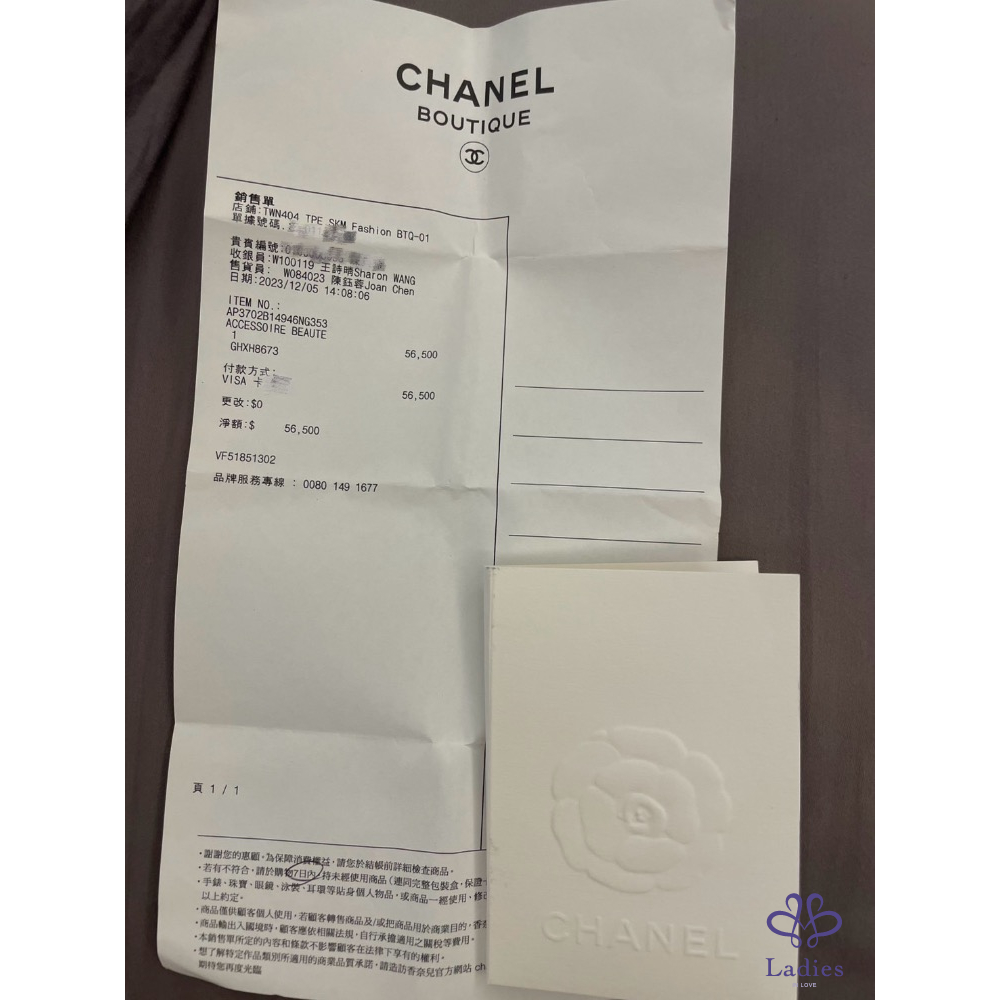 CHANEL
BOUTIQUE
銷售單
店鋪:TWN404 TPE SKM Fashion BTQ-01
單據號碼.
貴賓編號:
收銀員:W100119 王詩晴Sharon WANG
售貨員: W084023 陳鈺蓉Joan Chen
日期:2023/12/05 14:08:06
ITEM NO.:
AP3702B14946NG353
ACCESSOIRE BEAUTE
1
GHXH8673 56,500
付款方式:
VISA 卡 56,500
更改:$0
淨額:$ 56,500
VF51851302
品牌服務專線 : 0080 149 1677
頁 1 / 1
・謝謝您的惠顧。為保障消費權益,請您於結帳前詳細檢查商品。
・若有不符合,請於購物7日內,持未經使用商品(連同完整包裝盒,保證
・手錶、珠寶、眼鏡、泳裝、耳環等貼身個人物品,或商品一經使用,修改
以上約定。
・商品僅供顧客個人使用,若顧客轉售商品及/或把商品用於商業目的,香奈
・商品輸出入國境時,顧客應依相關法規,自行承擔適用之關稅等費用。
・本銷售單所定的內容和條款不影響顧客在法律下享有的權利。
・想了解特定作品類別所適用的商業品質承諾,請造訪香奈兒官方網站 ch
期待您再度光臨
CHANEL
Ladies
LOVE